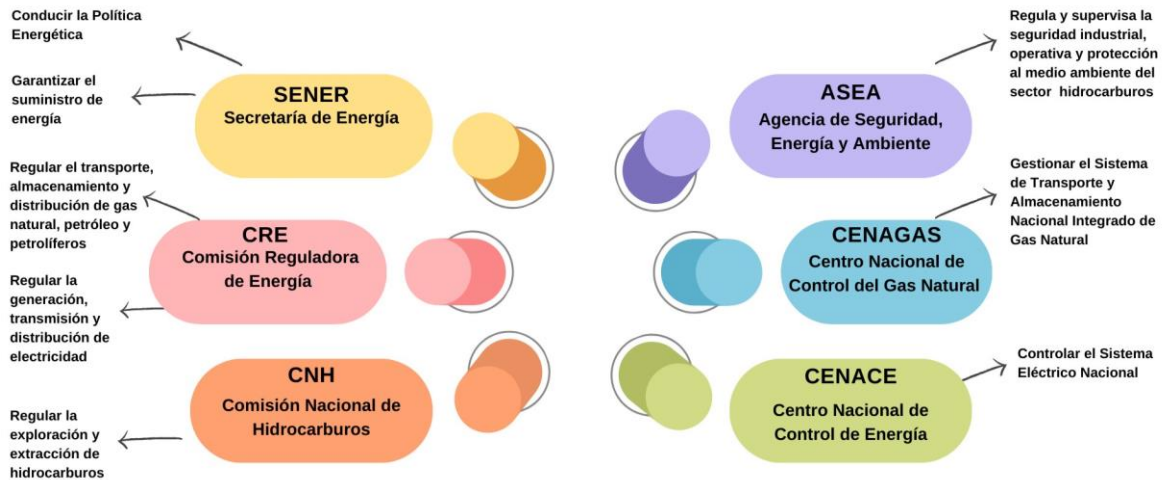 Conducir la Política
Energética
Garantizar el
suministro de
energía
SENER
Secretaría de Energía
Regular el transporte,
almacenamiento y
distribución de gas
natural, petróleo y
petrolíferos
CRE
Comisión Reguladora
de Energía
Regular la
generación,
transmisión y
distribución de
electricidad
CNH
Comisión Nacional de
Hidrocarburos
Regular la
exploración y
extracción de
hidrocarburos
Regula y supervisa la
seguridad industrial,
operativa y protección
al medio ambiente del
sector hidrocarburos
ASEA
Agencia de Seguridad,
Energía y Ambiente
Gestionar el Sistema
de Transporte y
Almacenamiento
Nacional Integrado de
Gas Natural
CENAGAS
Centro Nacional de
Control del Gas Natural
Controlar el Sistema
Eléctrico Nacional
CENACE
Centro Nacional de
Control de Energía